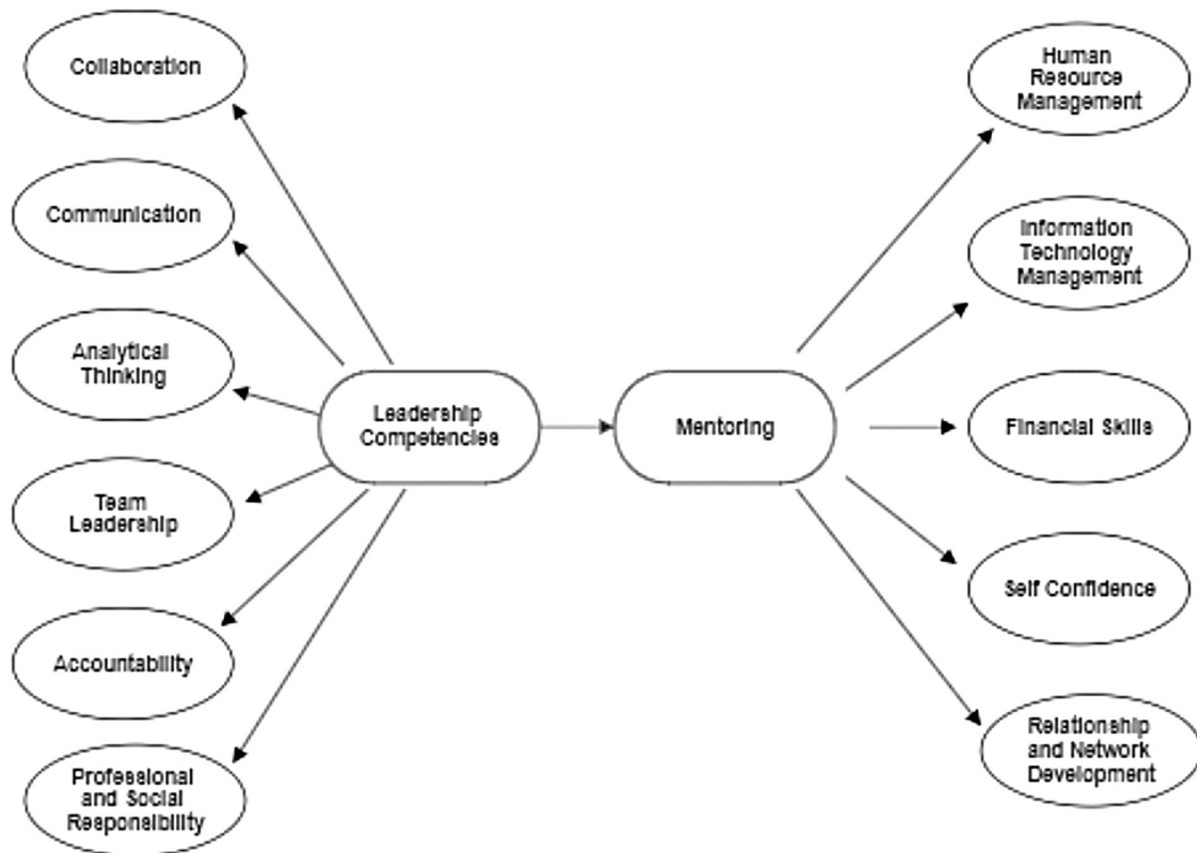 Collaboration
Communication
Analytical
Thinking
Team
Leadership
Accountability
Professional
and Social
Responsibility
Leadership
Competencies
Mentoring
Human
Resource
Management
Information
Technology
Management
Financial Skills
Self Confidence
Relationship
and Network
Development